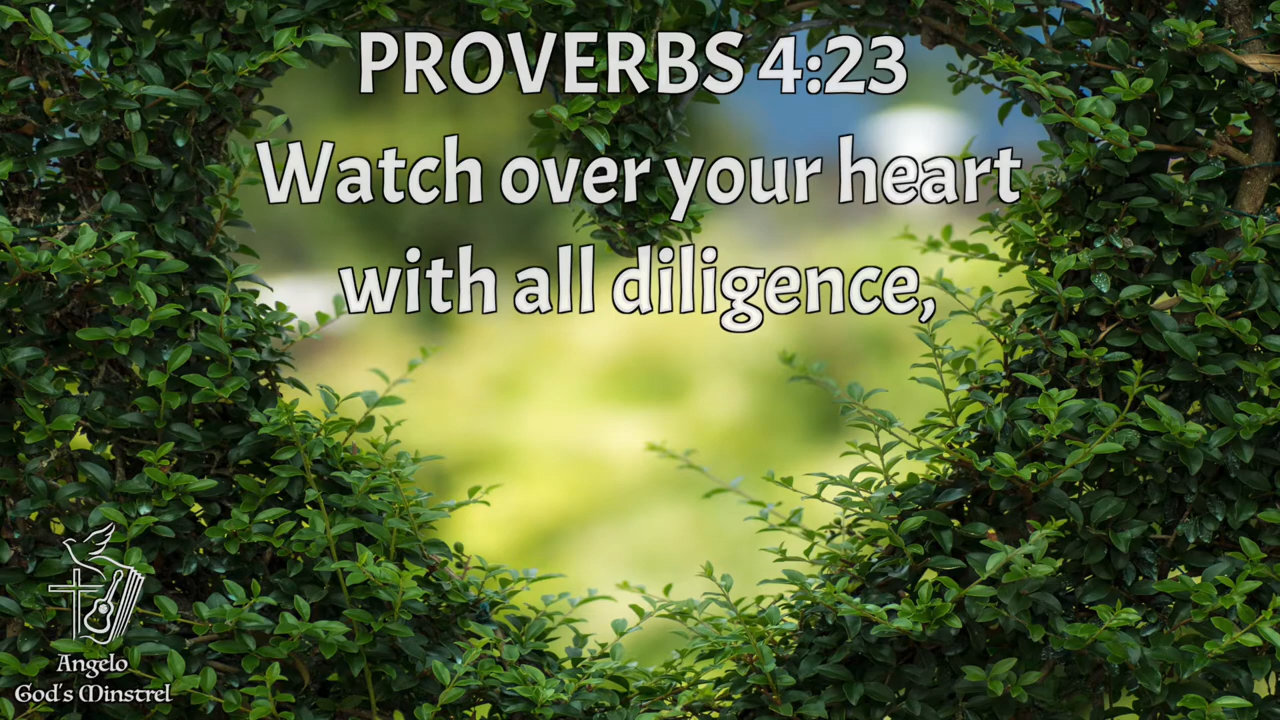 PROVERBS 4:23
Watch over your heart
with all diligence,
Angelo
God's Minstrel